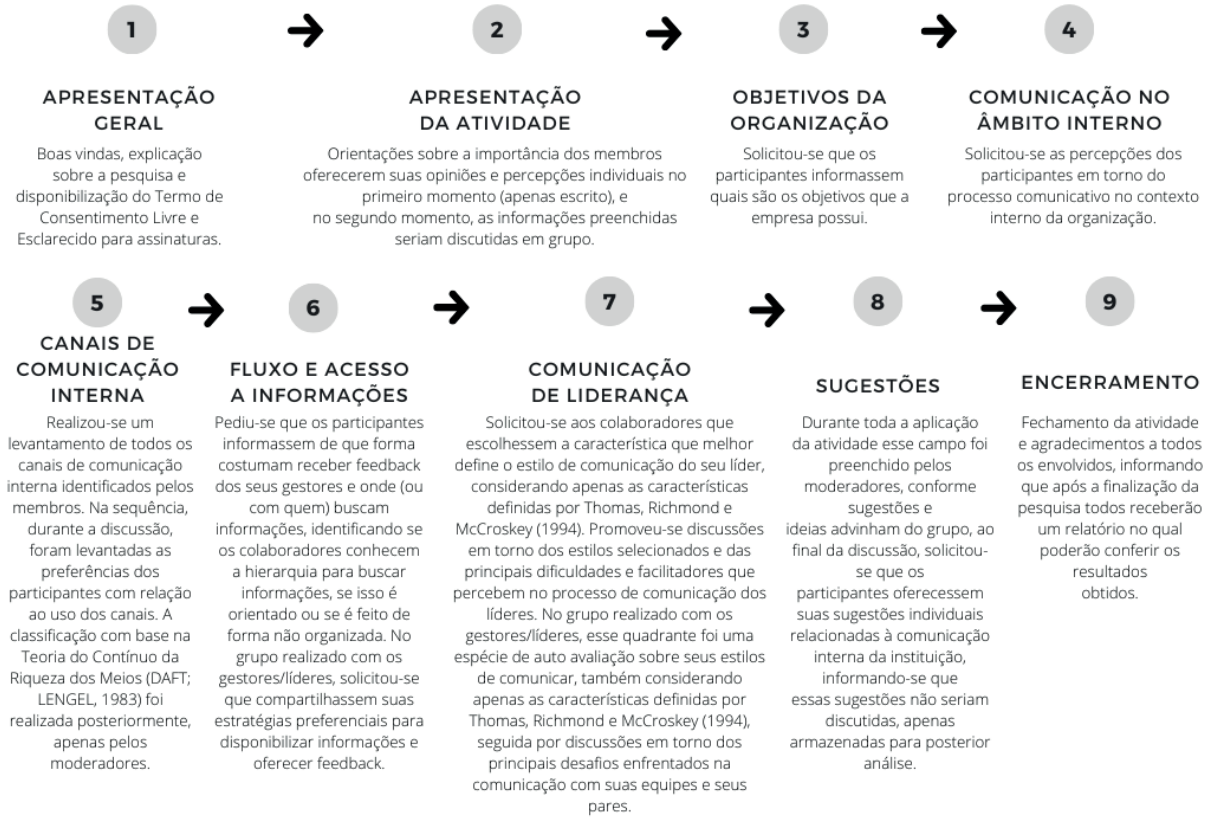 1
APRESENTAÇÃO
GERAL
Boas vindas, explicação
sobre a pesquisa e
disponibilização do Termo de
Consentimento Livre e
Esclarecido para assinaturas.
2
APRESENTAÇÃO
DA ATIVIDADE
Orientações sobre a importância dos membros
oferecerem suas opiniões e percepções individuais no
primeiro momento (apenas escrito), e
no segundo momento, as informações preenchidas
seriam discutidas em grupo.
3
OBJETIVOS DA
ORGANIZAÇÃO
Solicitou-se que os
participantes informassem
quais são os objetivos que a
empresa possui.
4
COMUNICAÇÃO NO
ÂMBITO INTERNO
Solicitou-se as percepções dos
participantes em torno do
processo comunicativo no contexto
interno da organização.
5
CANAIS DE
COMUNICAÇÃO
INTERNA
Realizou-se um
levantamento de todos os
canais de comunicação
interna identificados pelos
membros. Na sequência,
durante a discussão,
foram levantadas as
preferências dos
participantes com relação
ao uso dos canais. A
classificação com base na
Teoria do Contínuo da
Riqueza dos Meios (DAFT;
LENGEL, 1983) foi
realizada posteriormente,
apenas pelos
moderadores.
6
FLUXO E ACESSO
A INFORMAÇÕES
Pediu-se que os participantes
informassem de que forma
costumam receber feedback
dos seus gestores e onde (ou
com quem) buscam
informações, identificando se
os colaboradores conhecem
a hierarquia para buscar
informações, se isso é
orientado ou se é feito de
forma não organizada. No
grupo realizado com os
gestores/líderes, solicitou-se
que compartilhassem suas
estratégias preferenciais para
disponibilizar informações e
oferecer feedback.
7
COMUNICAÇÃO
DE LIDERANÇA
Solicitou-se aos colaboradores que
escolhessem a característica que melhor
define o estilo de comunicação do seu líder,
considerando apenas as características
definidas por Thomas, Richmond e
McCroskey (1994). Promoveu-se discussões
em torno dos estilos selecionados e das
principais dificuldades e facilitadores que
percebem no processo de comunicação dos
líderes. No grupo realizado com os
gestores/líderes, esse quadrante foi uma
espécie de auto avaliação sobre seus estilos
de comunicar, também considerando
apenas as características definidas por
Thomas, Richmond e McCroskey (1994),
seguida por discussões em torno dos
principais desafios enfrentados na
comunicação com suas equipes e seus
pares.
8
SUGESTÕES
Durante toda a aplicação
da atividade esse campo foi
preenchido pelos
moderadores, conforme
sugestões e
ideias advinham do grupo, ao
final da discussão, solicitou-
se que os
participantes oferecessem
suas sugestões individuais
relacionadas à comunicação
interna da instituição,
informando-se que
essas sugestões não seriam
discutidas, apenas
armazenadas para posterior
análise.
9
ENCERRAMENTO
Fechamento da atividade
e agradecimentos a todos
os envolvidos, informando
que após a finalização da
pesquisa todos receberão
um relatório no qual
poderão conferir os
resultados
obtidos.